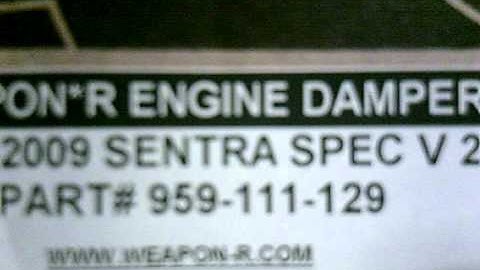 PON*R ENGINE DAMPER
2009 SENTRA SPEC V 2
PART# 959-111-129
WWW.WEAPON-R.COM